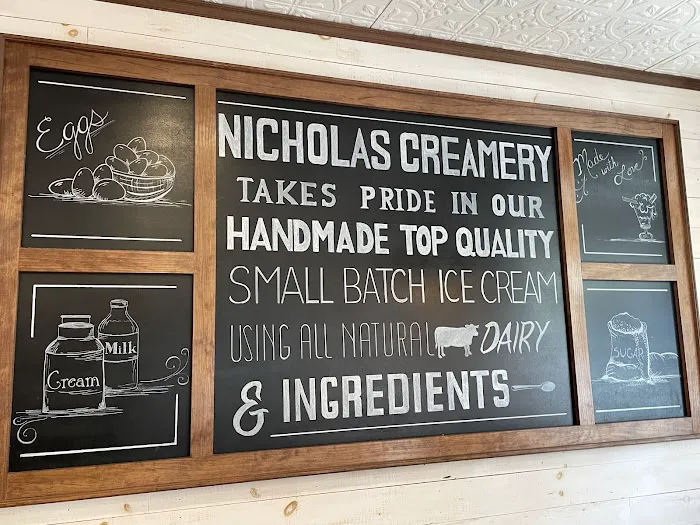 Eggs
Cream
Milk
NICHOLAS CREAMERY
TAKES PRIDE IN OUR
HANDMADE TOP QUALITY
SMALL BATCH ICE CREAM
USING ALL NATURAL DAIRY
& INGREDIENTS
Made
with
Love
SUGAR